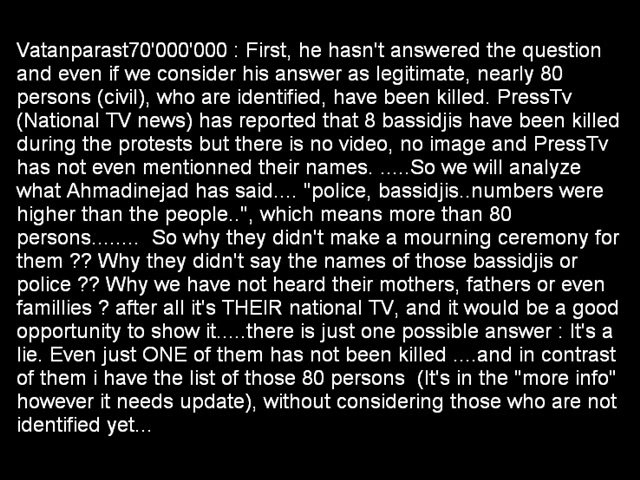 Vatanparast70'000'000 : First, he hasn't answered the question
and even if we consider his answer as legitimate, nearly 80
persons (civil), who are identified, have been killed. PressTv
(National TV news) has reported that 8 bassidjis have been killed
during the protests but there is no video, no image and PressTv
has not even mentionned their names. .....So we will analyze
what Ahmadinejad has said.... "police, bassidjis..numbers were
higher than the people..", which means more than 80
persons........  So why they didn't make a mourning ceremony for
them ?? Why they didn't say the names of those bassidjis or
police ?? Why we have not heard their mothers, fathers or even
famillies ? after all it's THEIR national TV, and it would be a good
opportunity to show it.....there is just one possible answer : It's a
lie. Even just ONE of them has not been killed ....and in contrast
of them i have the list of those 80 persons  (It's in the "more info"
however it needs update), without considering those who are not
identified yet...